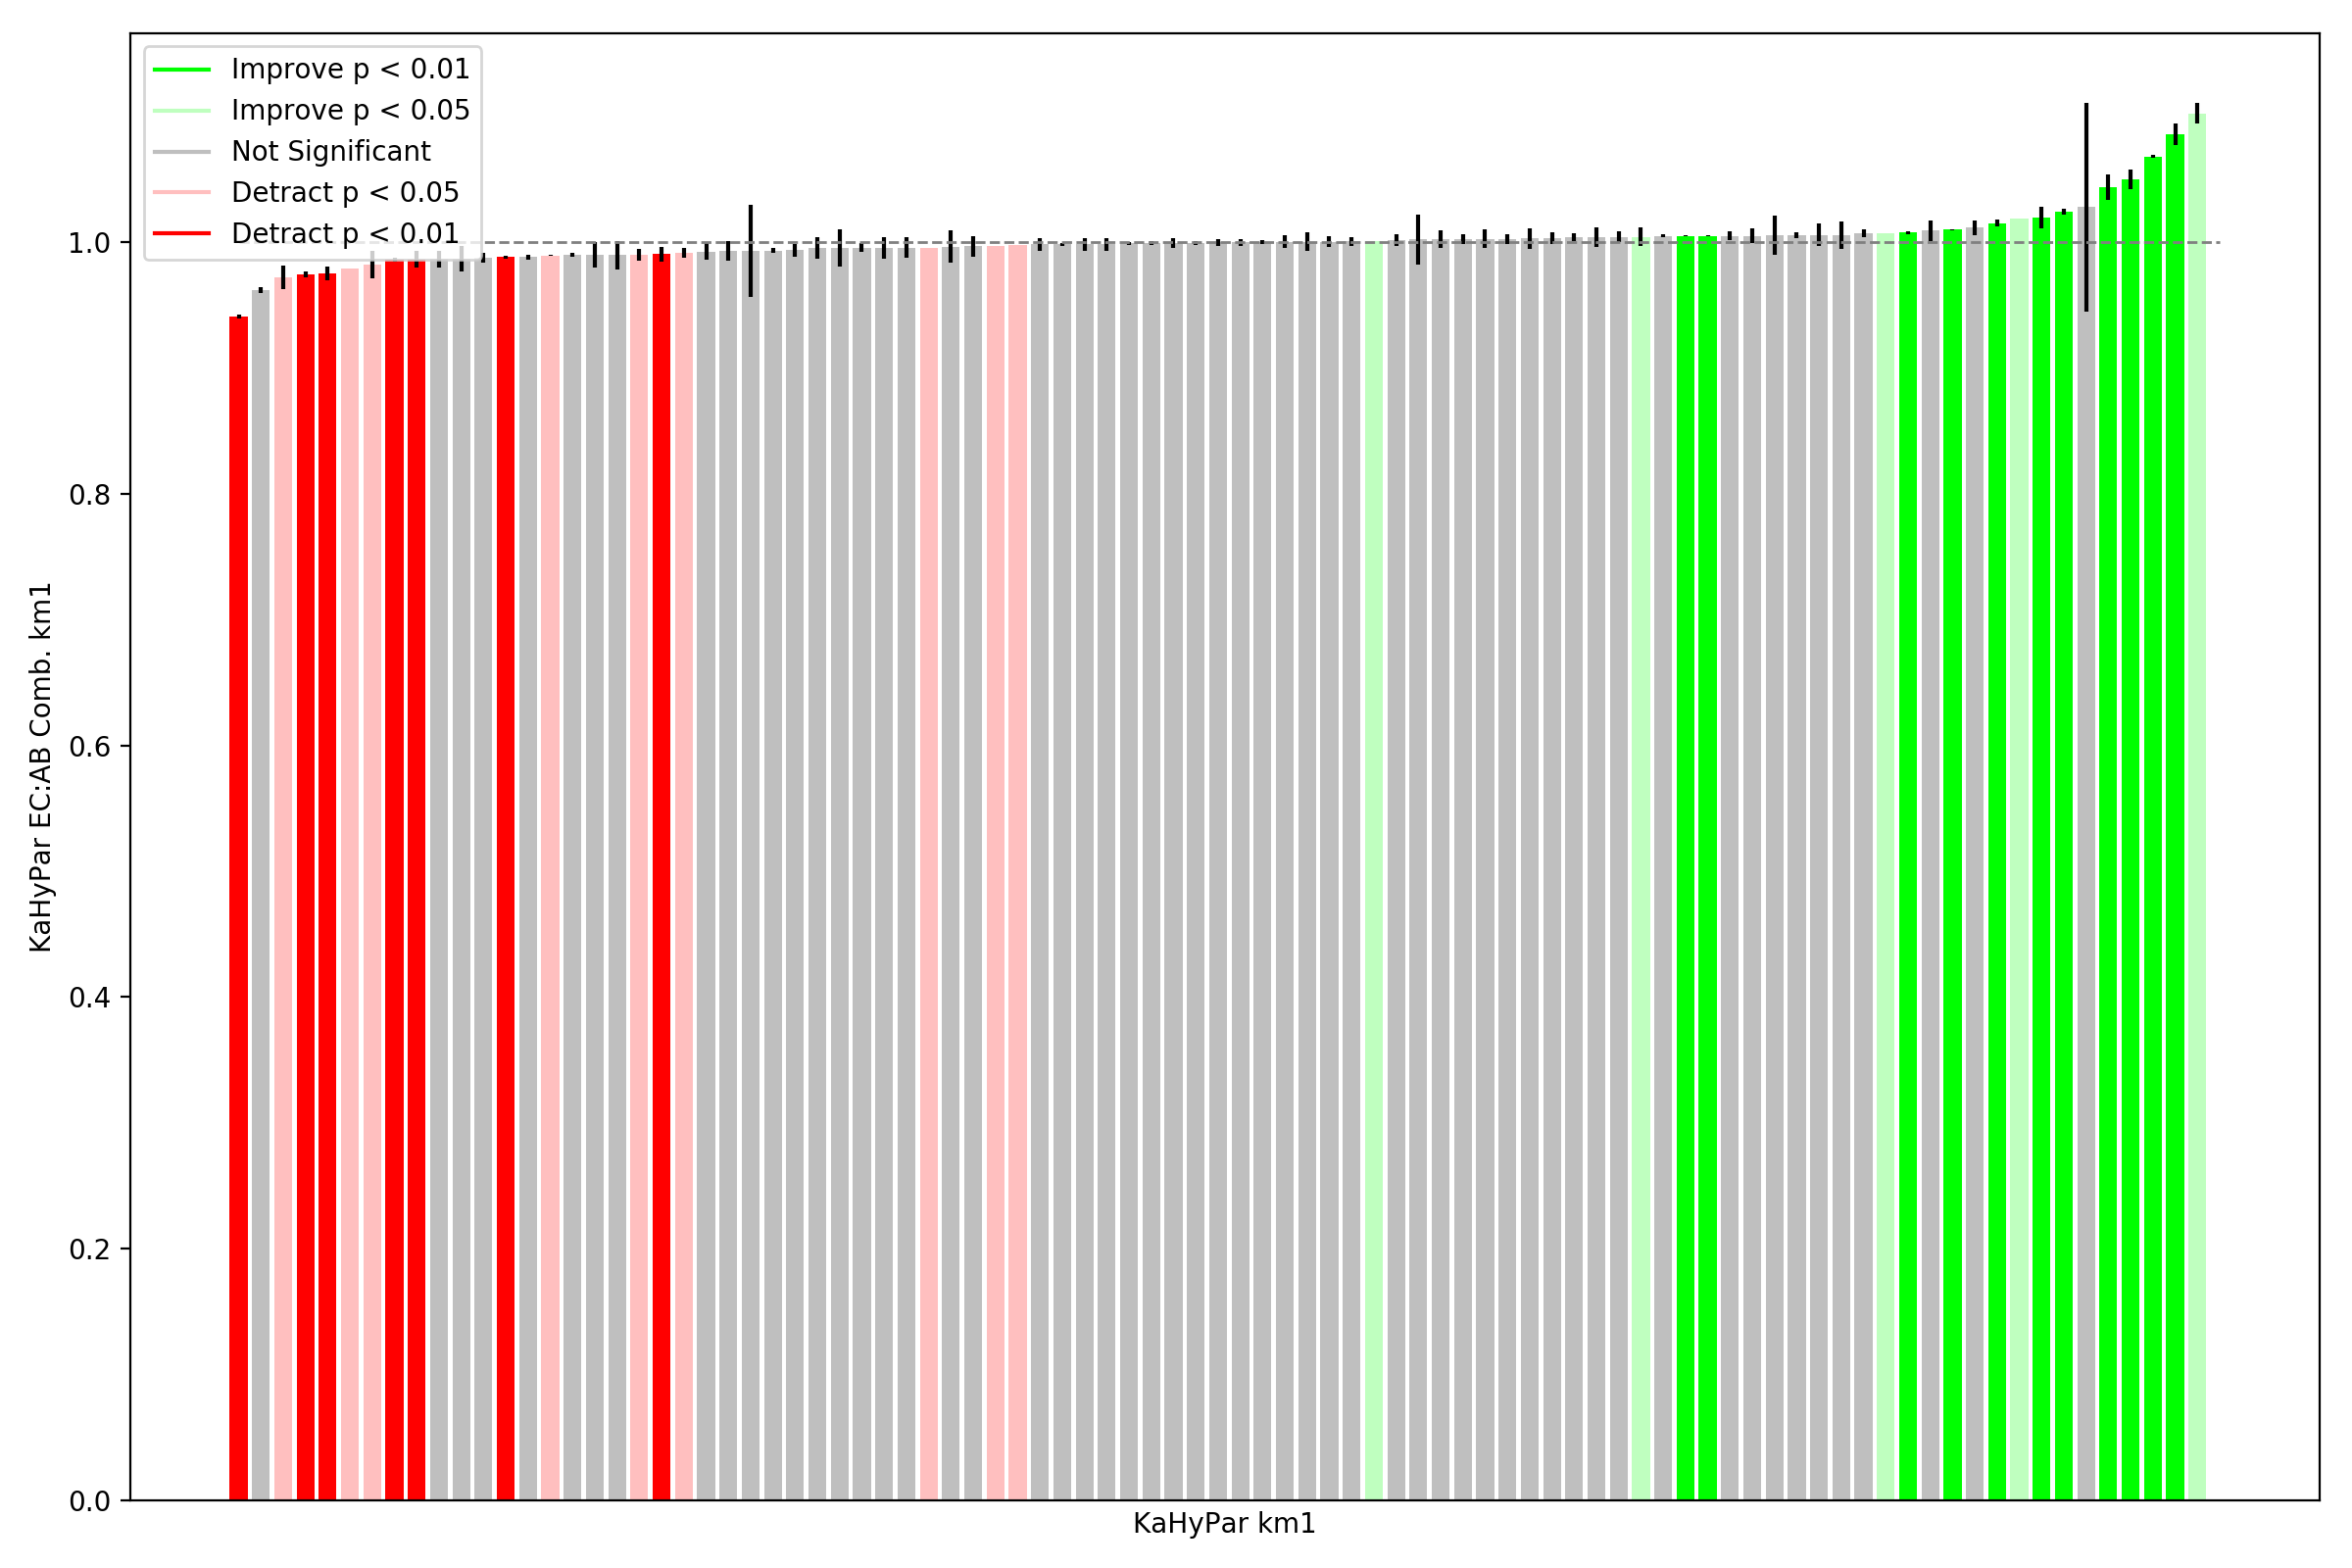 Improve p < 0.01
Improve p < 0.05
Not Significant
Detract p < 0.05
Detract p < 0.01
1.0
0.8
0.6
0.4
0.2
0.0
KaHyPar EC:AB Comb. km1
KaHyPar km1